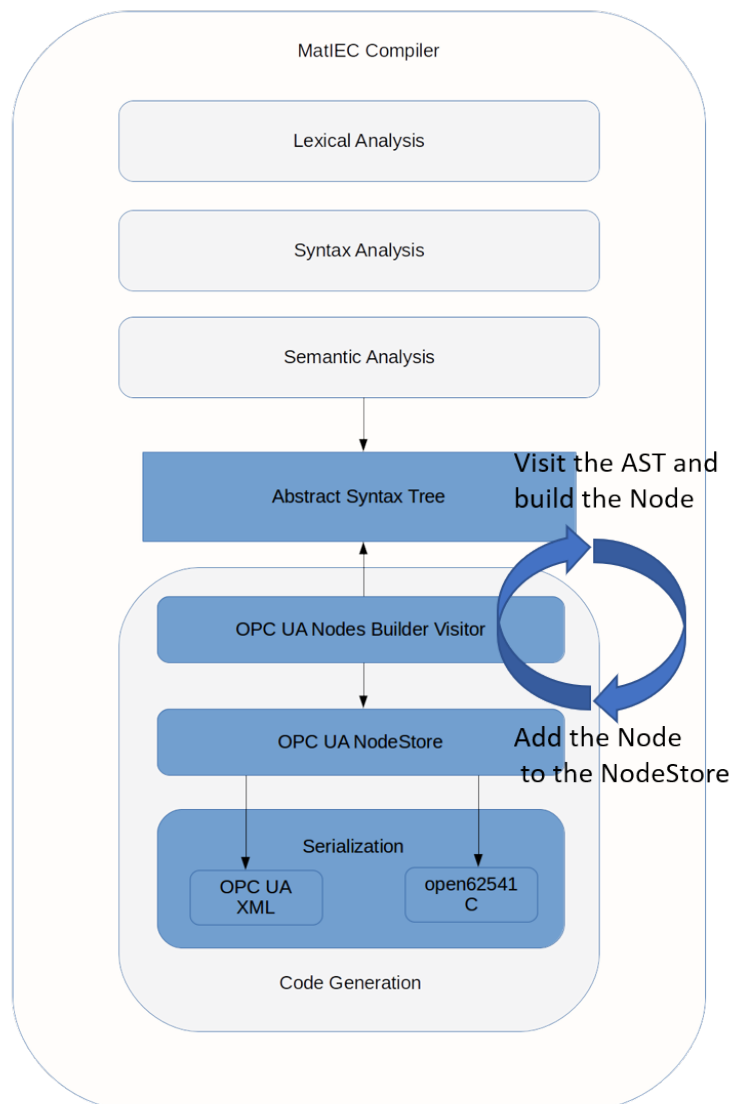 MatIEC Compiler
Lexical Analysis
Syntax Analysis
Semantic Analysis
Visit the AST and
build the Node
Abstract Syntax Tree
OPC UA Nodes Builder Visitor
OPC UA NodeStore
Add the Node
to the NodeStore
Serialization
OPC UA
XML
open62541
C
Code Generation